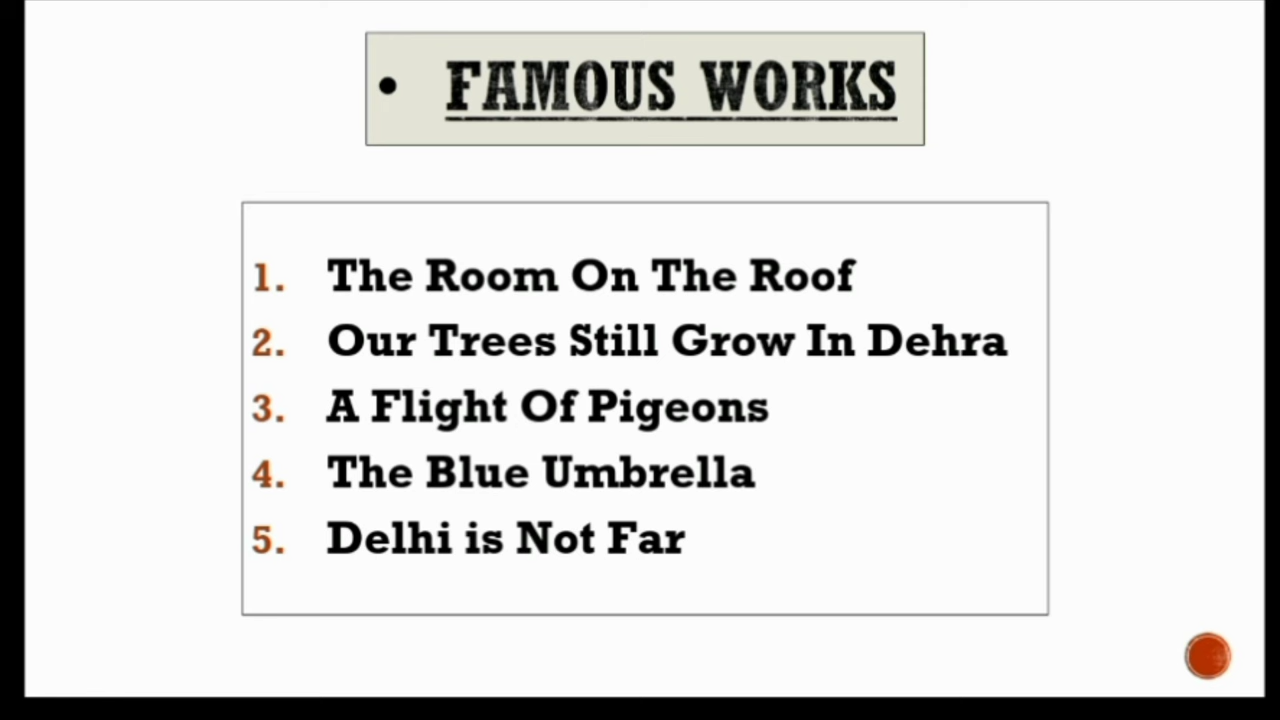 • FAMOUS WORKS
1. The Room On The Roof
2. Our Trees Still Grow In Dehra
3. A Flight Of Pigeons
4. The Blue Umbrella
5. Delhi is Not Far